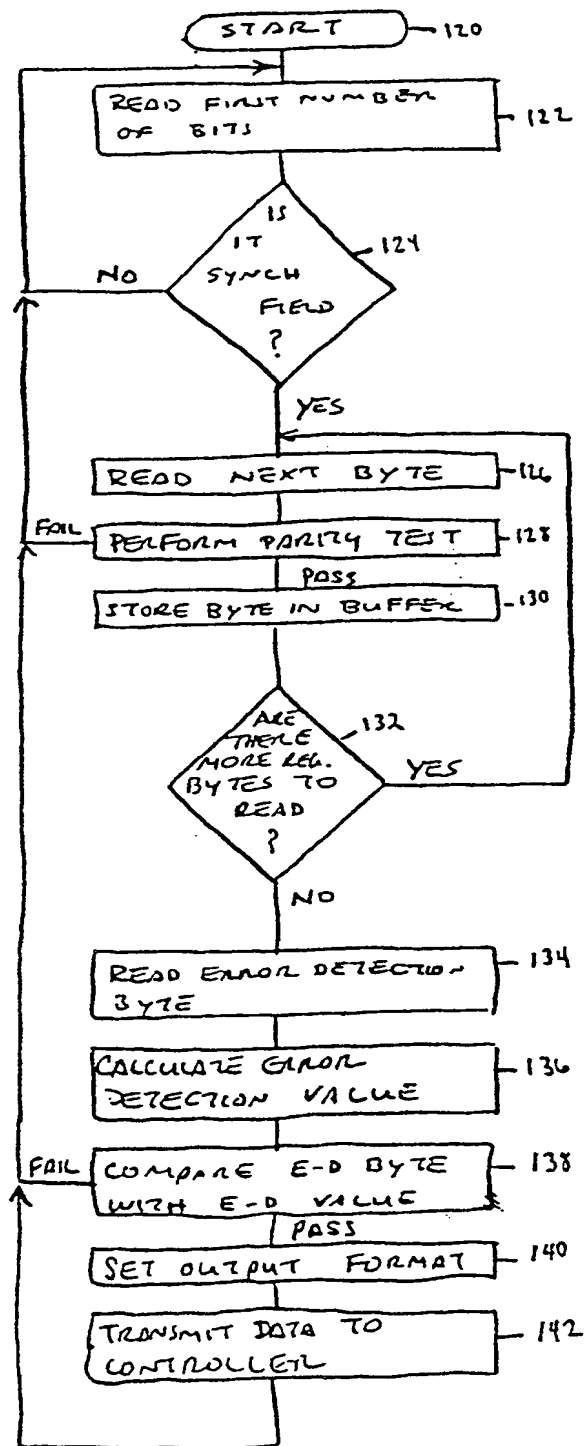 START
120
READ FIRST NUMBER
OF BITS
122
IS
IT
SYNCH
FIELD
?
124
NO
YES
READ NEXT BYTE
126
FAIL
PERFORM PARITY TEST
128
PASS
STORE BYTE IN BUFFER
130
ARE
THERE
MORE REG.
BYTES TO
READ
?
132
YES
NO
READ ERROR DETECTION
BYTE
134
CALCULATE ERROR
DETECTION VALUE
136
FAIL
COMPARE E-D BYTE
WITH E-D VALUE
138
PASS
SET OUTPUT FORMAT
140
TRANSMIT DATA TO
CONTROLLER
142